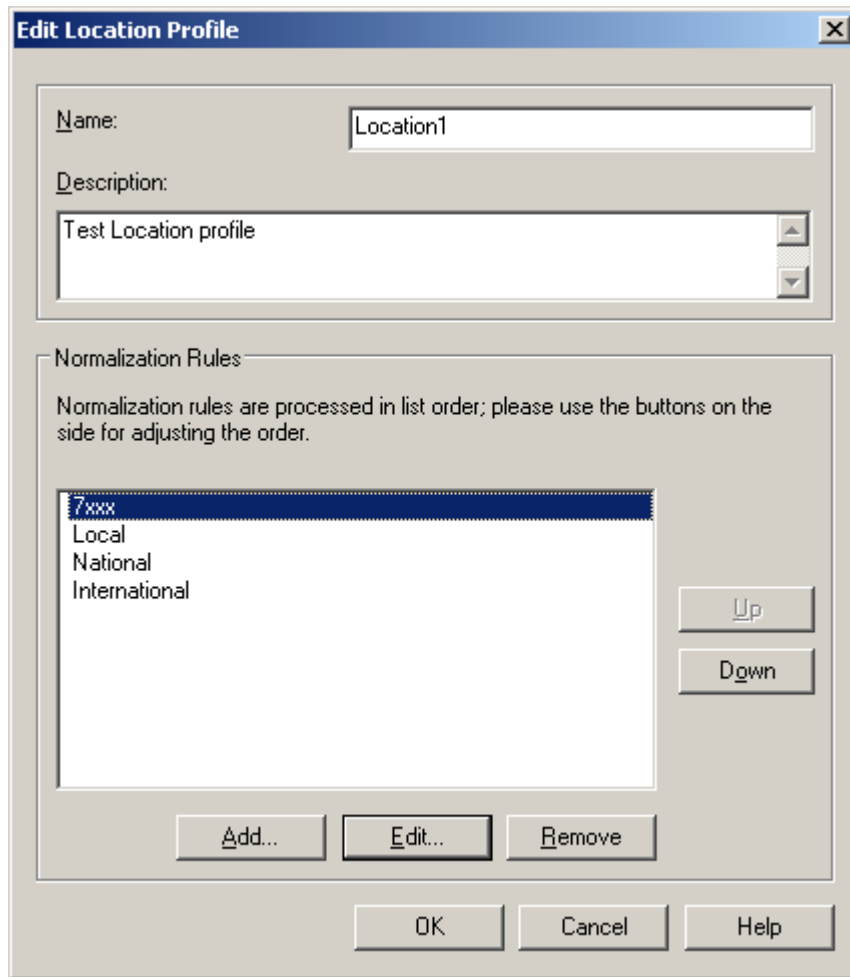 Edit Location Profile
Name:
Location1
Description:
Test Location profile
Normalization Rules
Normalization rules are processed in list order; please use the buttons on the
side for adjusting the order.
7xxx
Local
National
International
Up
Down
Add...
Edit...
Remove
OK
Cancel
Help